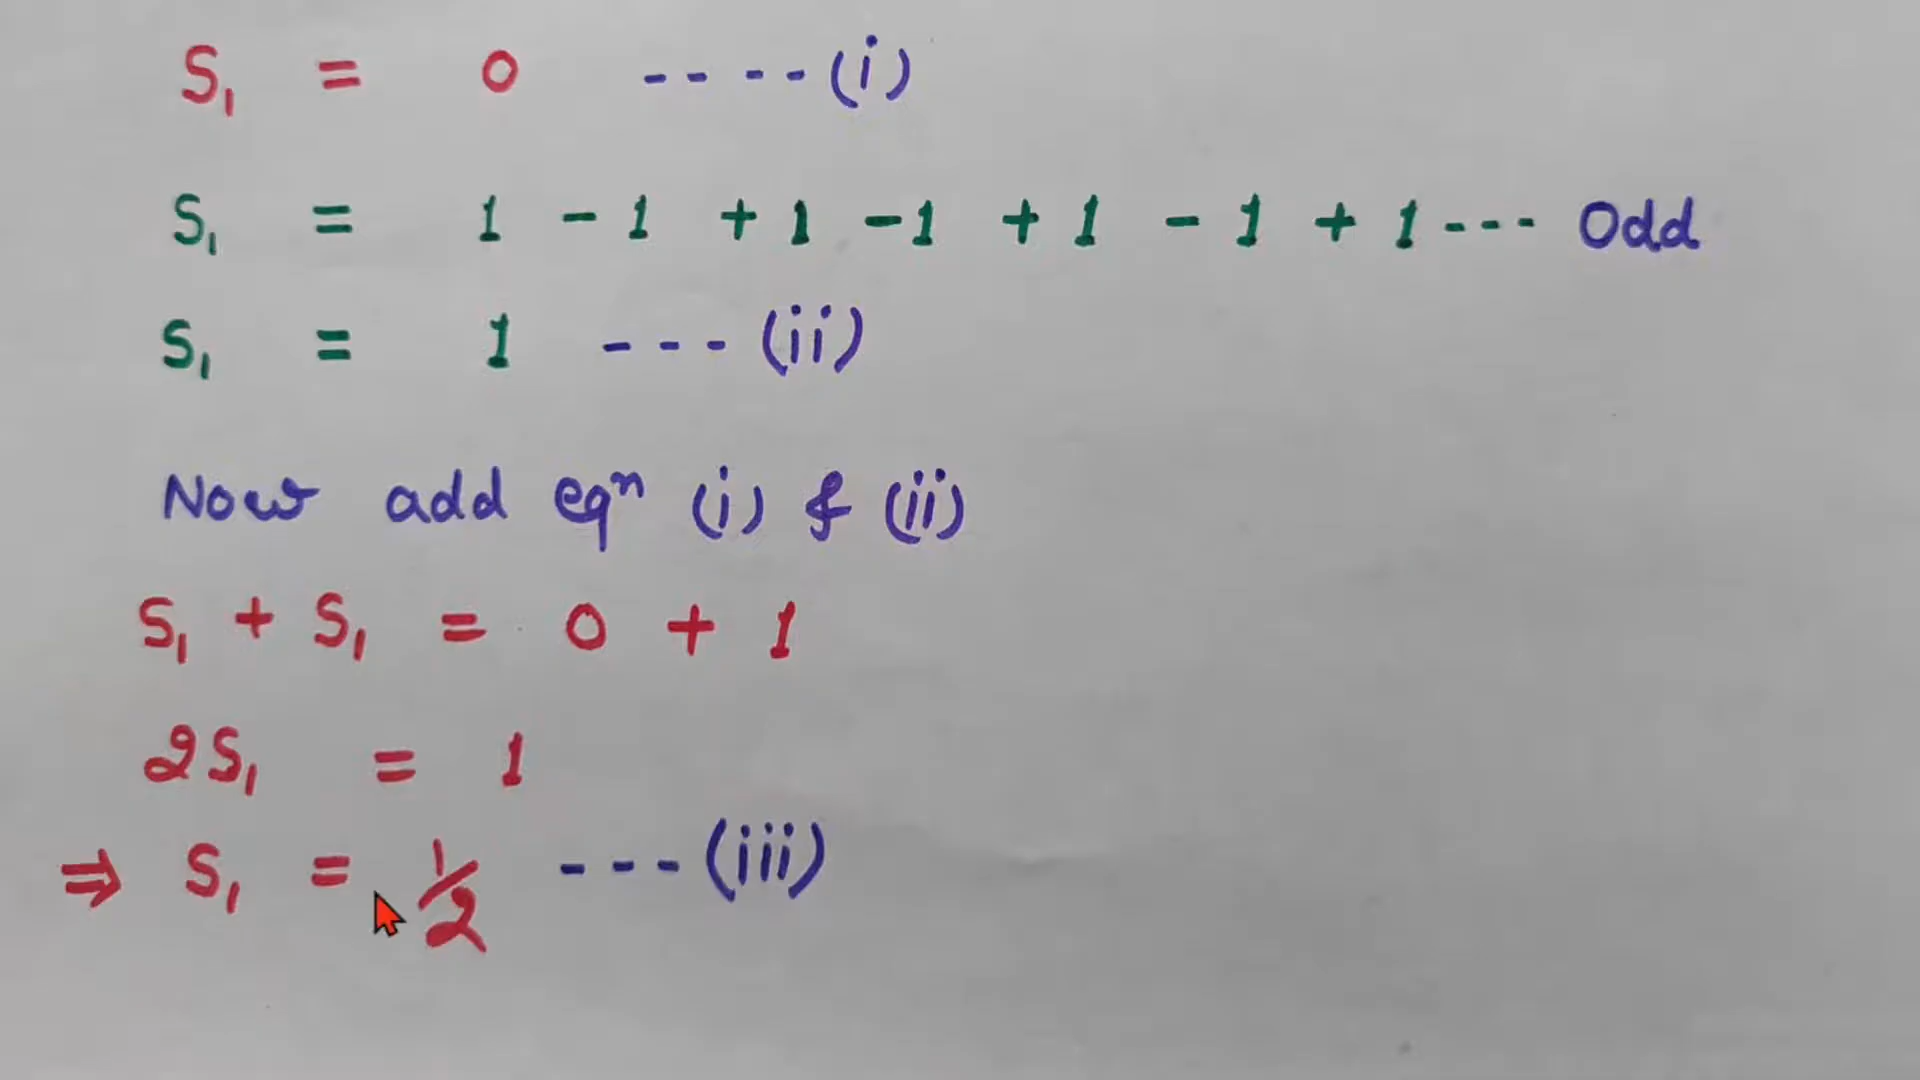 S₁ = 0 ---- (i)
S₁ = 1 - 1 + 1 - 1 + 1 - 1 + 1 --- Odd
S₁ = 1 --- (ii)
Now add eqⁿ (i) & (ii)
S₁ + S₁ = 0 + 1
2S₁ = 1
⇒ S₁ = 1/2 --- (iii)